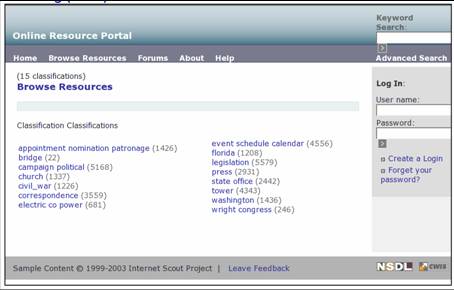 Keyword
Search:
Online Resource Portal
Home Browse Resources Forums About Help Advanced Search
(15 classifications)
Browse Resources
Classification Classifications
appointment nomination patronage (1426)
bridge (22)
campaign political (5168)
church (1337)
civil_war (1226)
correspondence (3559)
electric co power (681)
event schedule calendar (4556)
florida (1208)
legislation (5579)
press (2931)
state office (2442)
tower (4343)
washington (1436)
wright congress (246)
Log In:
User name:
Password:
Create a Login
Forget your
password?
Sample Content © 1999-2003 Internet Scout Project | Leave Feedback
NSDL CWIS